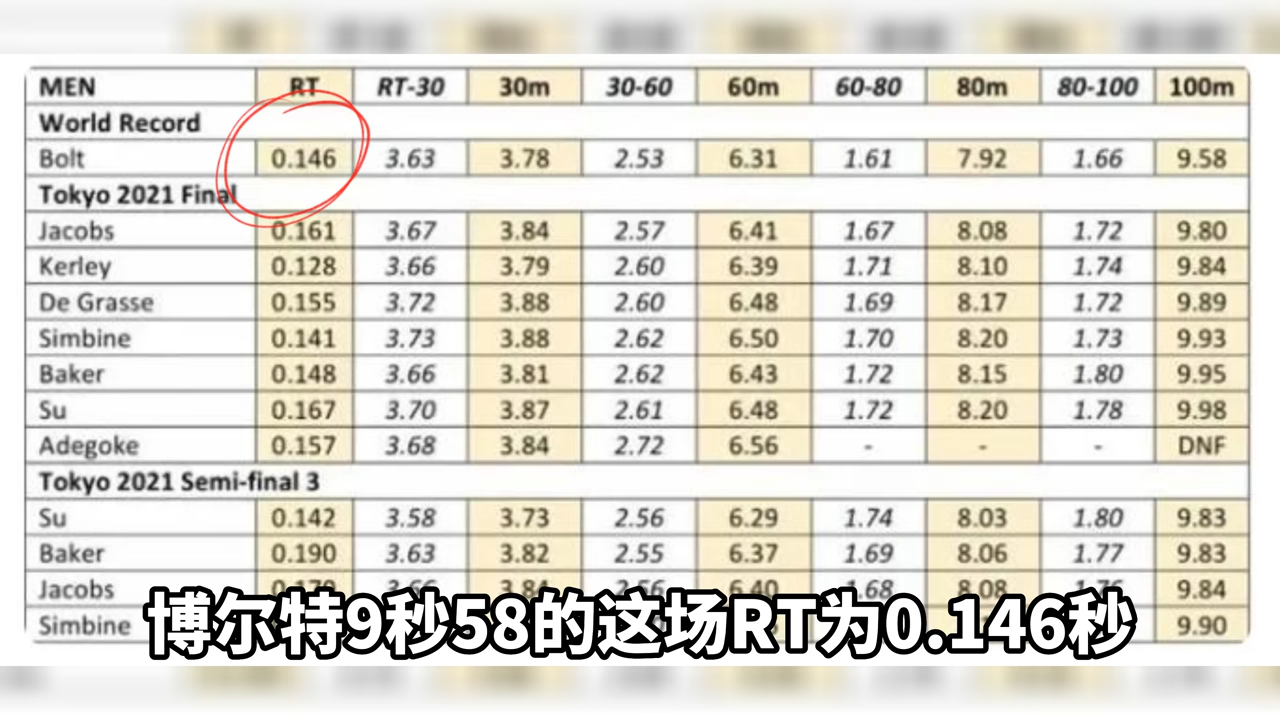 MEN RT RT-30 30m 30-60 60m 60-80 80m 80-100 100m
World Record
Bolt 0.146 3.63 3.78 2.53 6.31 1.61 7.92 1.66 9.58
Tokyo 2021 Final
Jacobs 0.161 3.67 3.84 2.57 6.41 1.67 8.08 1.72 9.80
Kerley 0.128 3.66 3.79 2.60 6.39 1.71 8.10 1.74 9.84
De Grasse 0.155 3.72 3.88 2.60 6.48 1.69 8.17 1.72 9.89
Simbine 0.141 3.73 3.88 2.62 6.50 1.70 8.20 1.73 9.93
Baker 0.148 3.66 3.81 2.62 6.43 1.72 8.15 1.80 9.95
Su 0.167 3.70 3.87 2.61 6.48 1.72 8.20 1.78 9.98
Adegoke 0.157 3.68 3.84 2.72 6.56 - - - DNF
Tokyo 2021 Semi-final 3
Su 0.142 3.58 3.73 2.56 6.29 1.74 8.03 1.80 9.83
Baker 0.190 3.63 3.82 2.55 6.37 1.69 8.06 1.77 9.83
Jacobs 3.84 6.40 1.68 8.08 9.84
Simbine 9.90
博尔特9秒58的这场RT为0.146秒